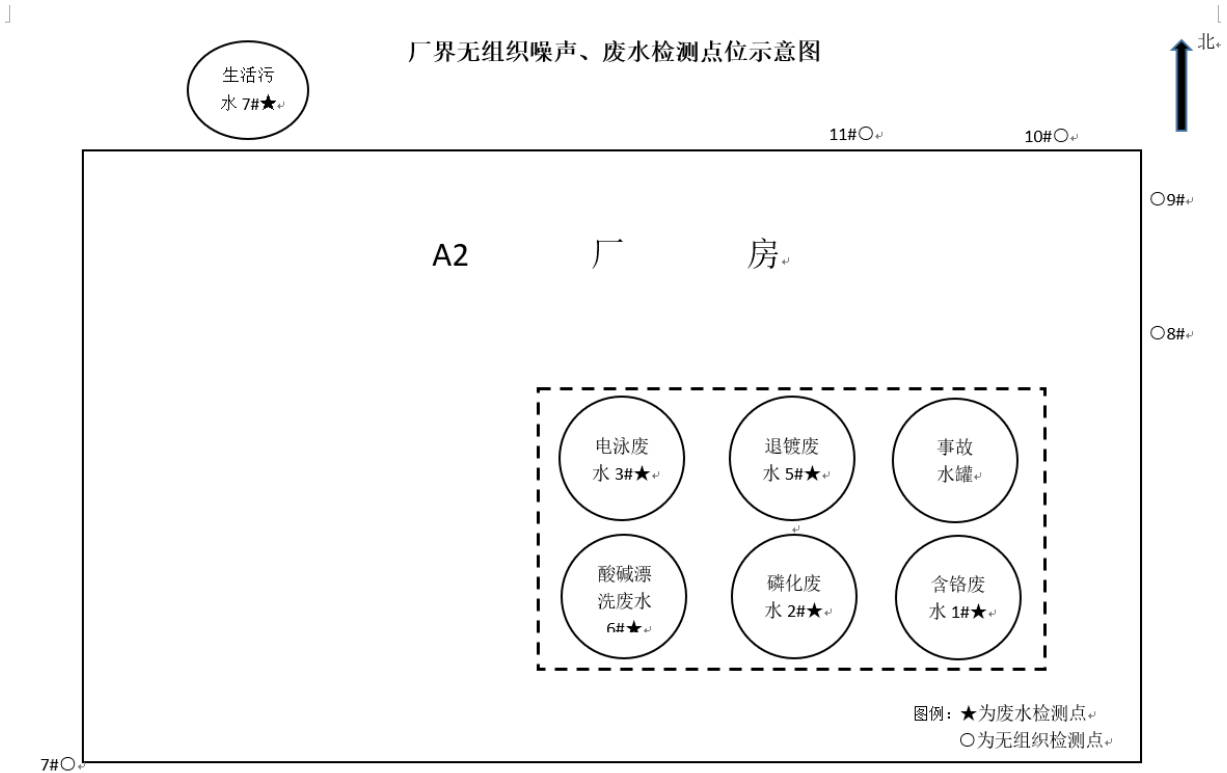 厂界无组织噪声、废水检测点位示意图
北
生活污
水 7#★
11#○
10#○
○9#
A2 厂 房
○8#
电泳废
水 3#★
退镀废
水 5#★
事故
水罐
酸碱漂
洗废水
6#★
磷化废
水 2#★
含铬废
水 1#★
图例：★为废水检测点
○为无组织检测点
7#○